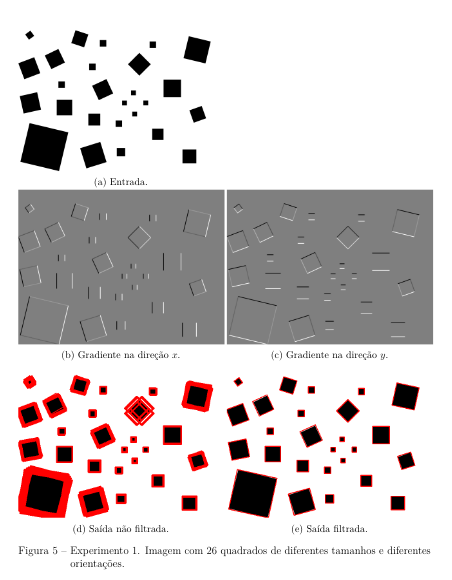 (a) Entrada.
(b) Gradiente na direção x.
(c) Gradiente na direção y.
(d) Saída não filtrada.
(e) Saída filtrada.
Figura 5 – Experimento 1. Imagem com 26 quadrados de diferentes tamanhos e diferentes
orientações.